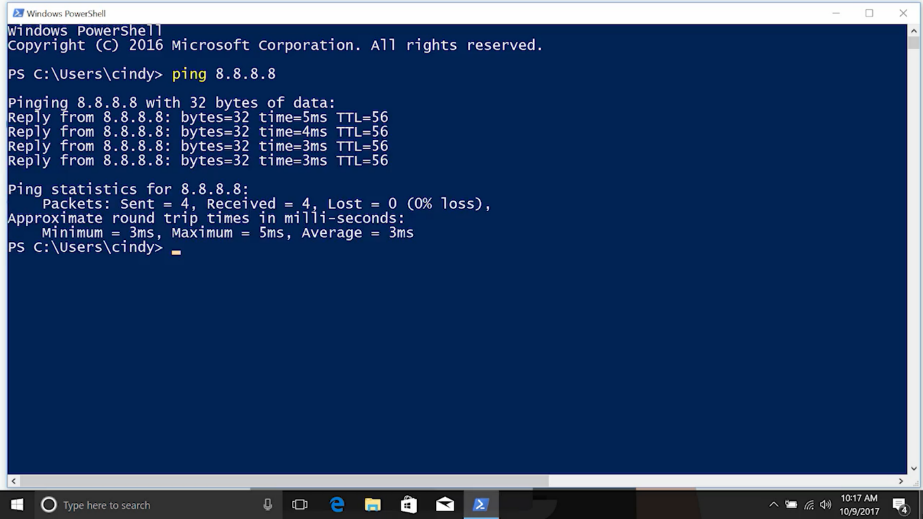 Windows PowerShell
Windows PowerShell
Copyright (C) 2016 Microsoft Corporation. All rights reserved.
PS C:\Users\cindy> ping 8.8.8.8
Pinging 8.8.8.8 with 32 bytes of data:
Reply from 8.8.8.8: bytes=32 time=5ms TTL=56
Reply from 8.8.8.8: bytes=32 time=4ms TTL=56
Reply from 8.8.8.8: bytes=32 time=3ms TTL=56
Reply from 8.8.8.8: bytes=32 time=3ms TTL=56
Ping statistics for 8.8.8.8:
    Packets: Sent = 4, Received = 4, Lost = 0 (0% loss),
Approximate round trip times in milli-seconds:
    Minimum = 3ms, Maximum = 5ms, Average = 3ms
PS C:\Users\cindy> _
Type here to search
10:17 AM
10/9/2017
4